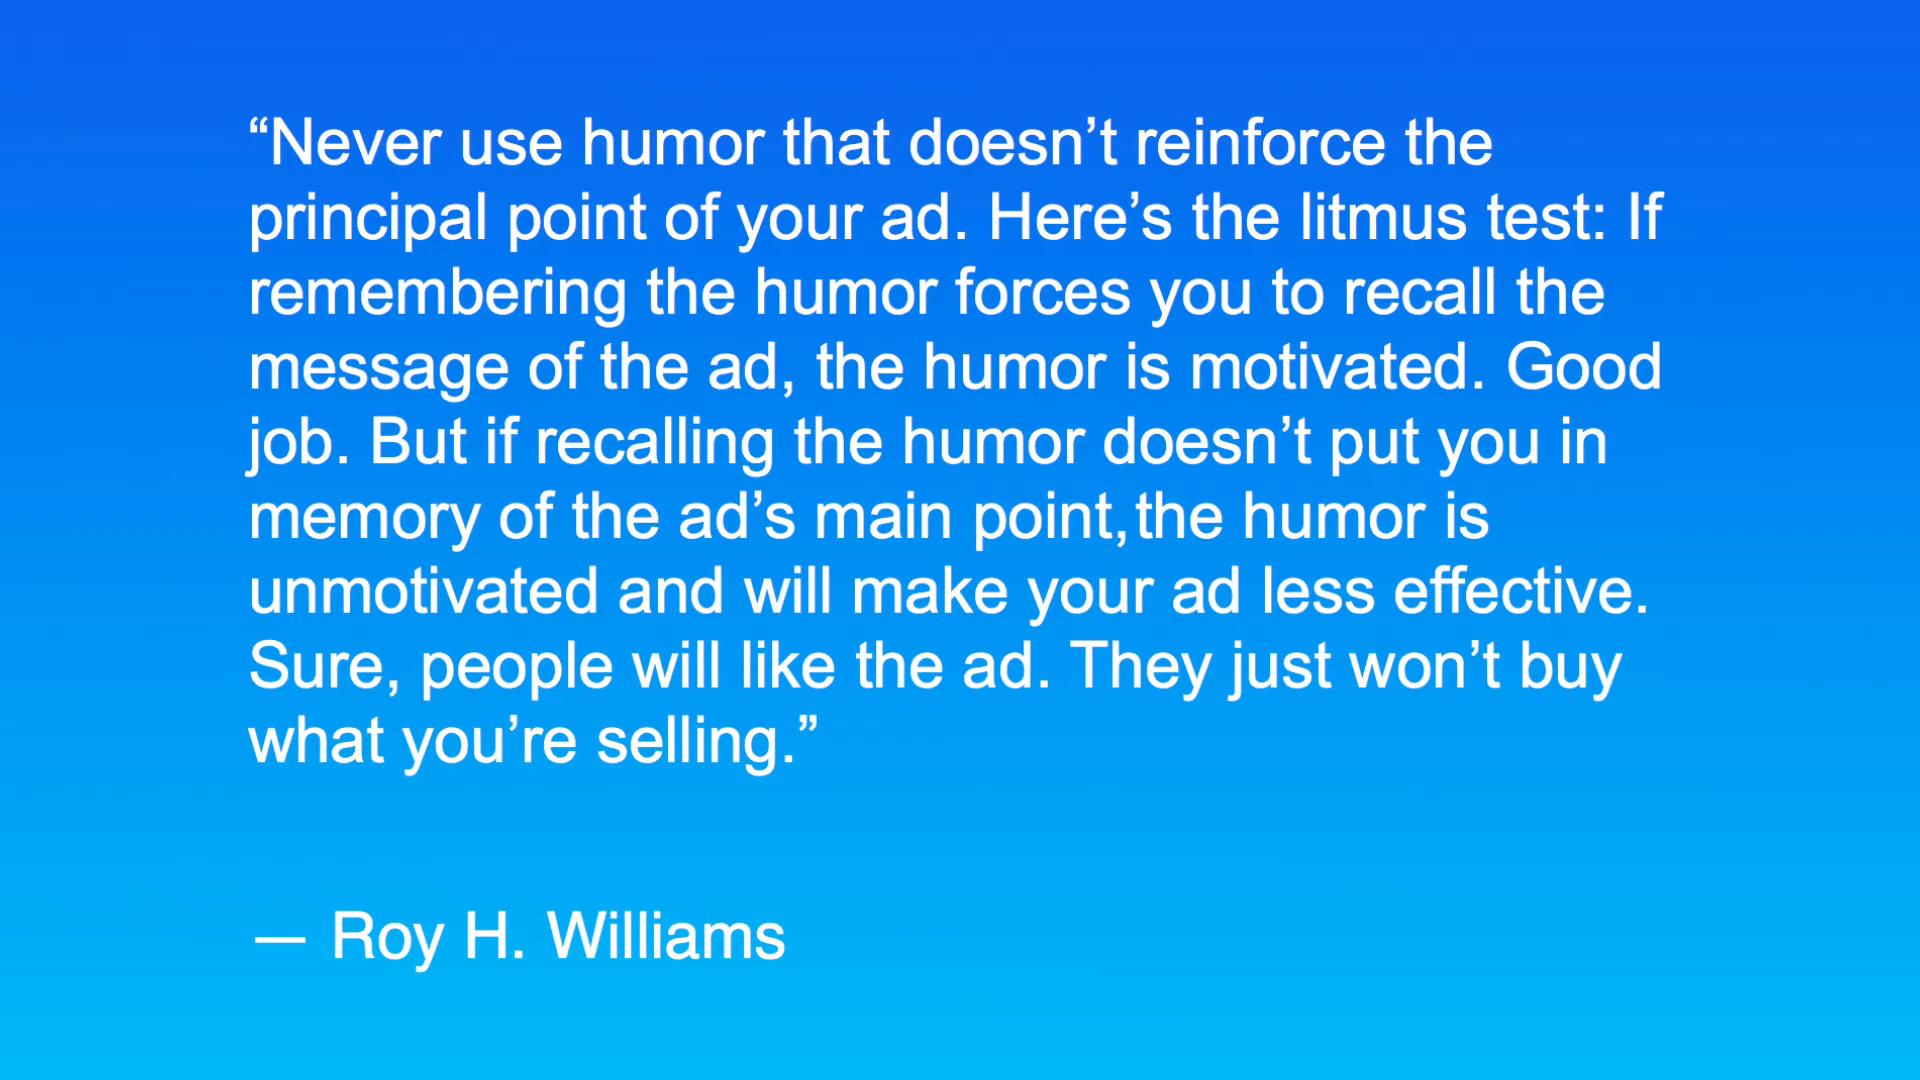 “Never use humor that doesn’t reinforce the
principal point of your ad. Here’s the litmus test: If
remembering the humor forces you to recall the
message of the ad, the humor is motivated. Good
job. But if recalling the humor doesn’t put you in
memory of the ad’s main point,the humor is
unmotivated and will make your ad less effective.
Sure, people will like the ad. They just won’t buy
what you’re selling.”
— Roy H. Williams